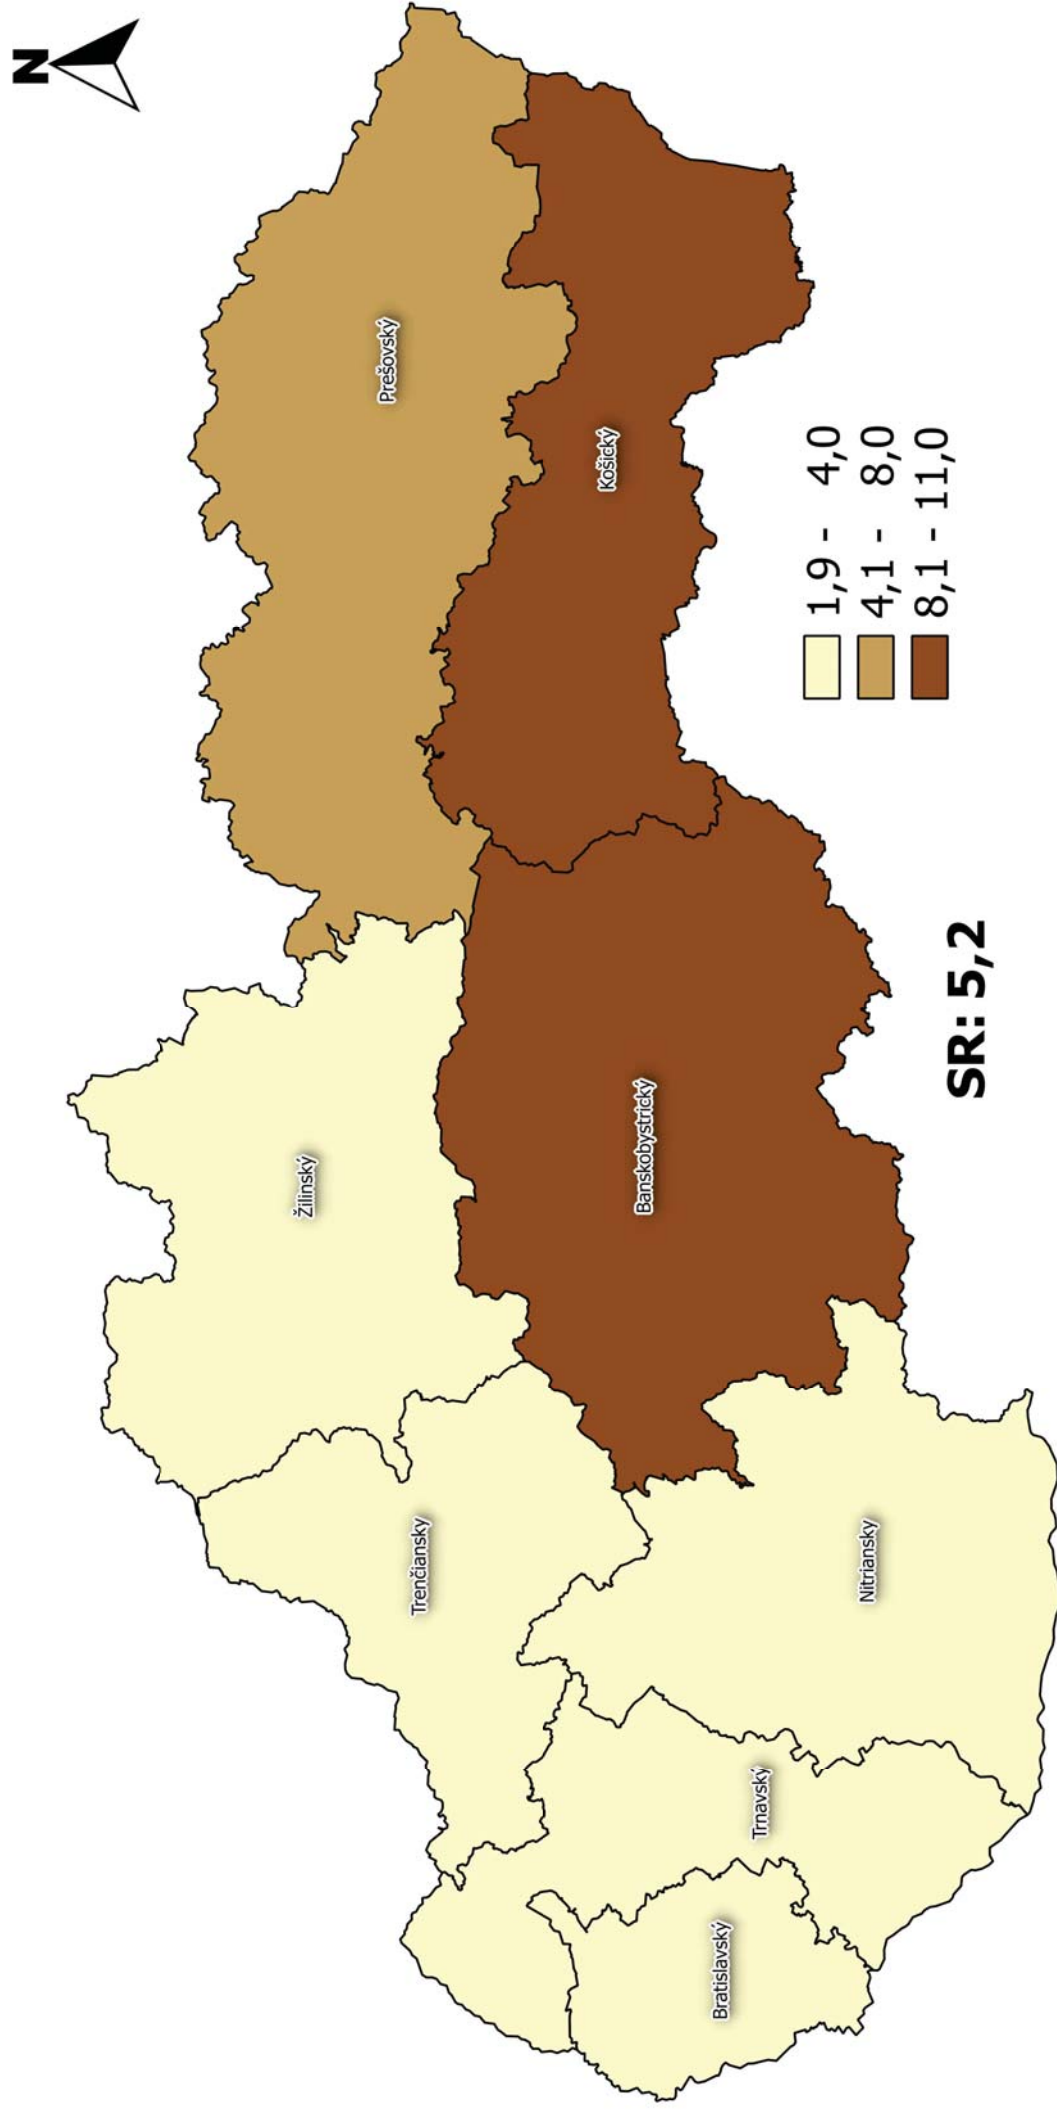 N
Prešovský
Žilinský
Košický
Trenčiansky
Banskobystrický
Bratislavský
Trnavský
Nitriansky
1,9 - 4,0
4,1 - 8,0
8,1 - 11,0
SR: 5,2